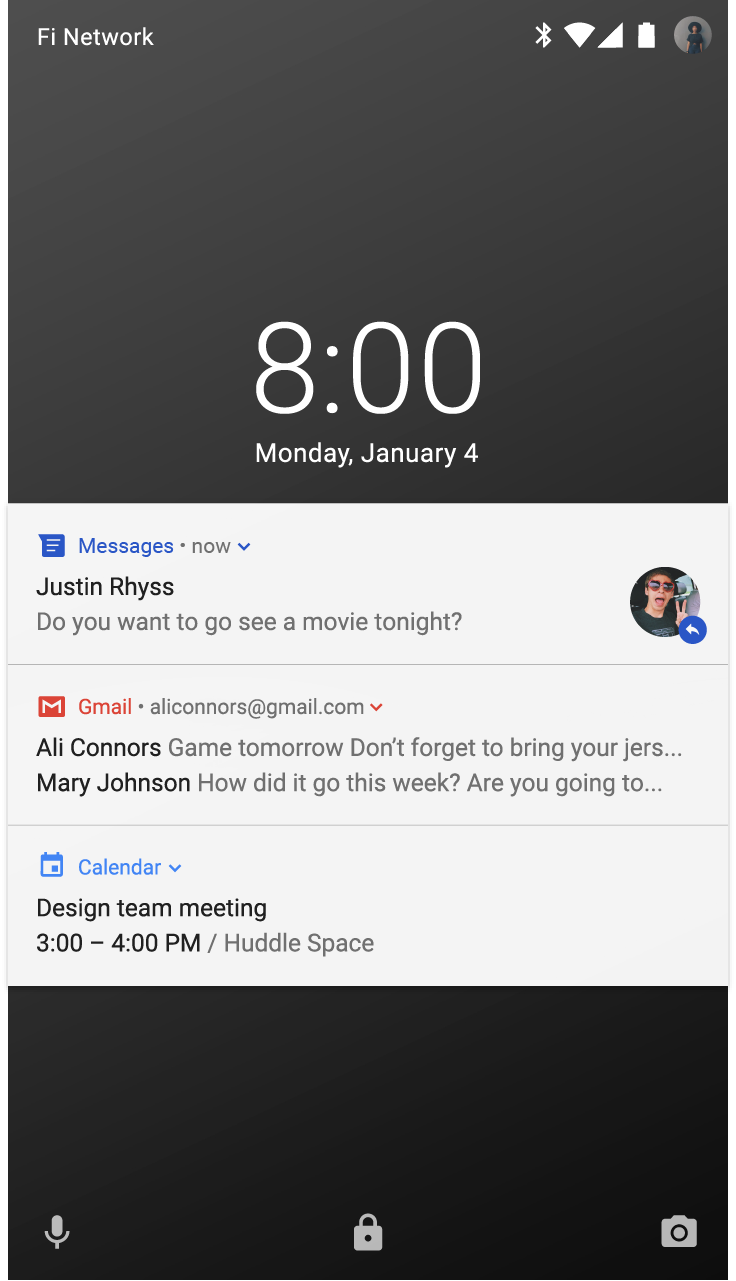 Fi Network
8:00
Monday, January 4
Messages • now
Justin Rhyss
Do you want to go see a movie tonight?
Gmail • aliconnors@gmail.com
Ali Connors Game tomorrow Don’t forget to bring your jers...
Mary Johnson How did it go this week? Are you going to...
Calendar
Design team meeting
3:00 – 4:00 PM / Huddle Space